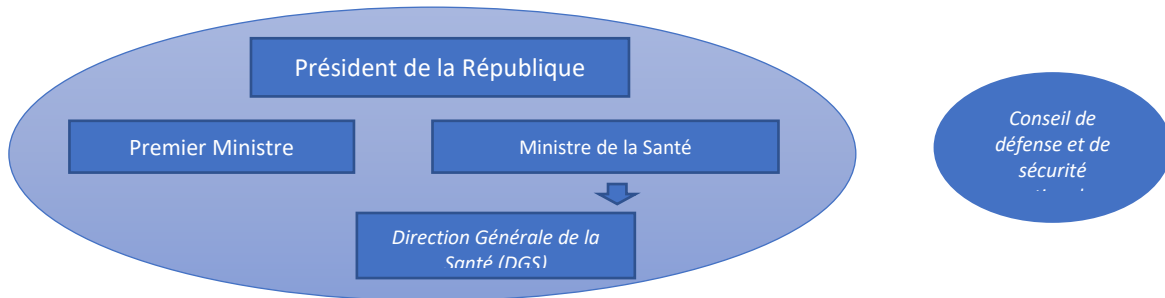 Président de la République
Premier Ministre
Ministre de la Santé
Direction Générale de la
Santé (DGS)
Conseil de
défense et de
sécurité